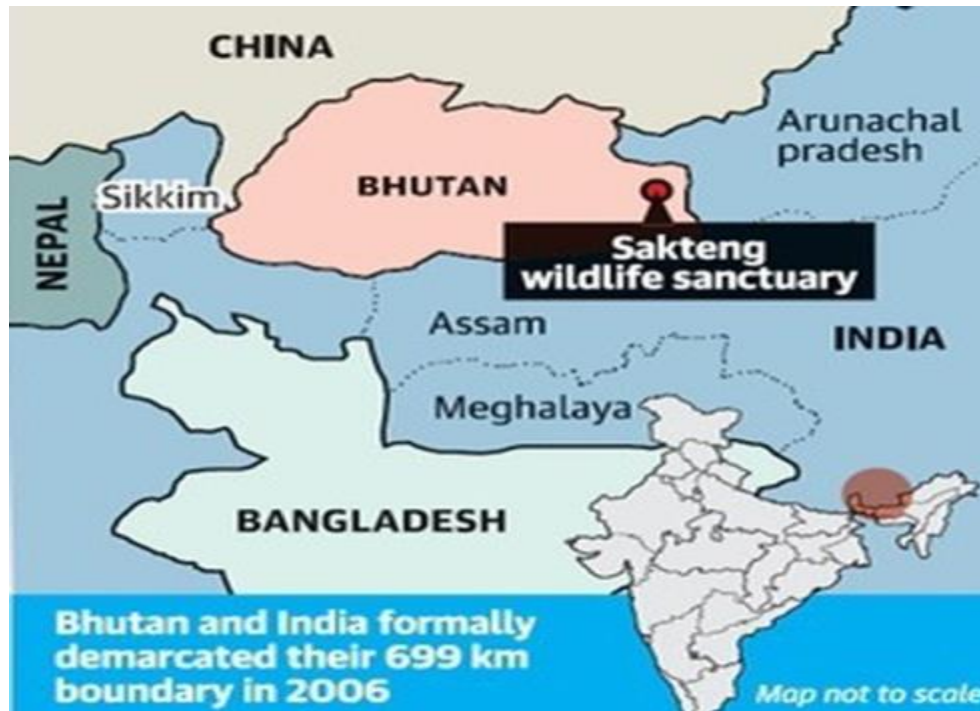 CHINA
Arunachal
pradesh
Sikkim
BHUTAN
NEPAL
Sakteng
wildlife sanctuary
Assam
INDIA
Meghalaya
BANGLADESH
Bhutan and India formally
demarcated their 699 km
boundary in 2006
Map not to scale